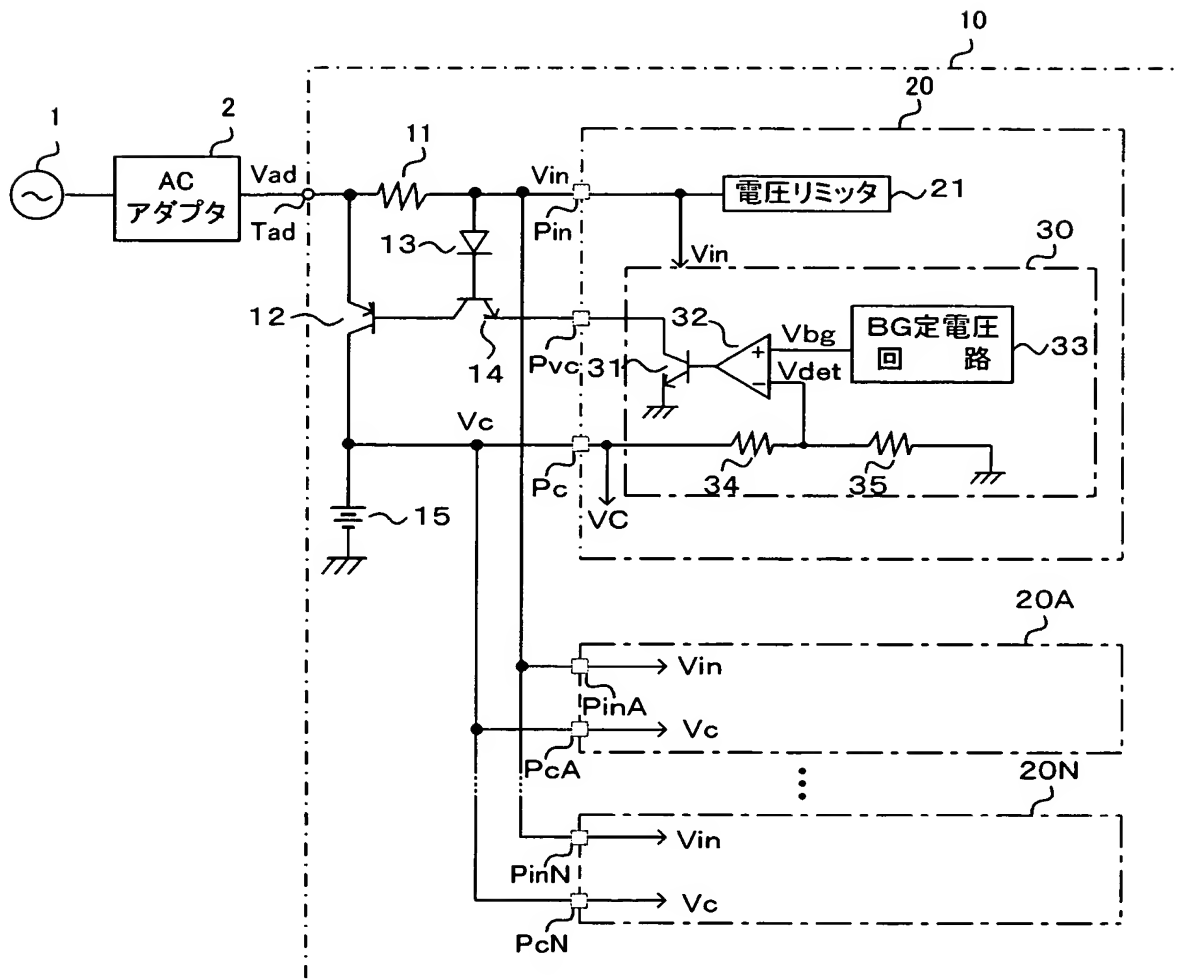 10
20
1
2
11
Vad
Vin
AC
アダプタ
電圧リミッタ
21
Tad
Pin
Vin
30
13
12
32
Vbg
BG定電圧
回 路
33
14
Pvc
31
Vdet
+
−
Vc
Pc
34
35
15
VC
20A
Vin
PinA
Vc
PcA
20N
Vin
PinN
Vc
PcN